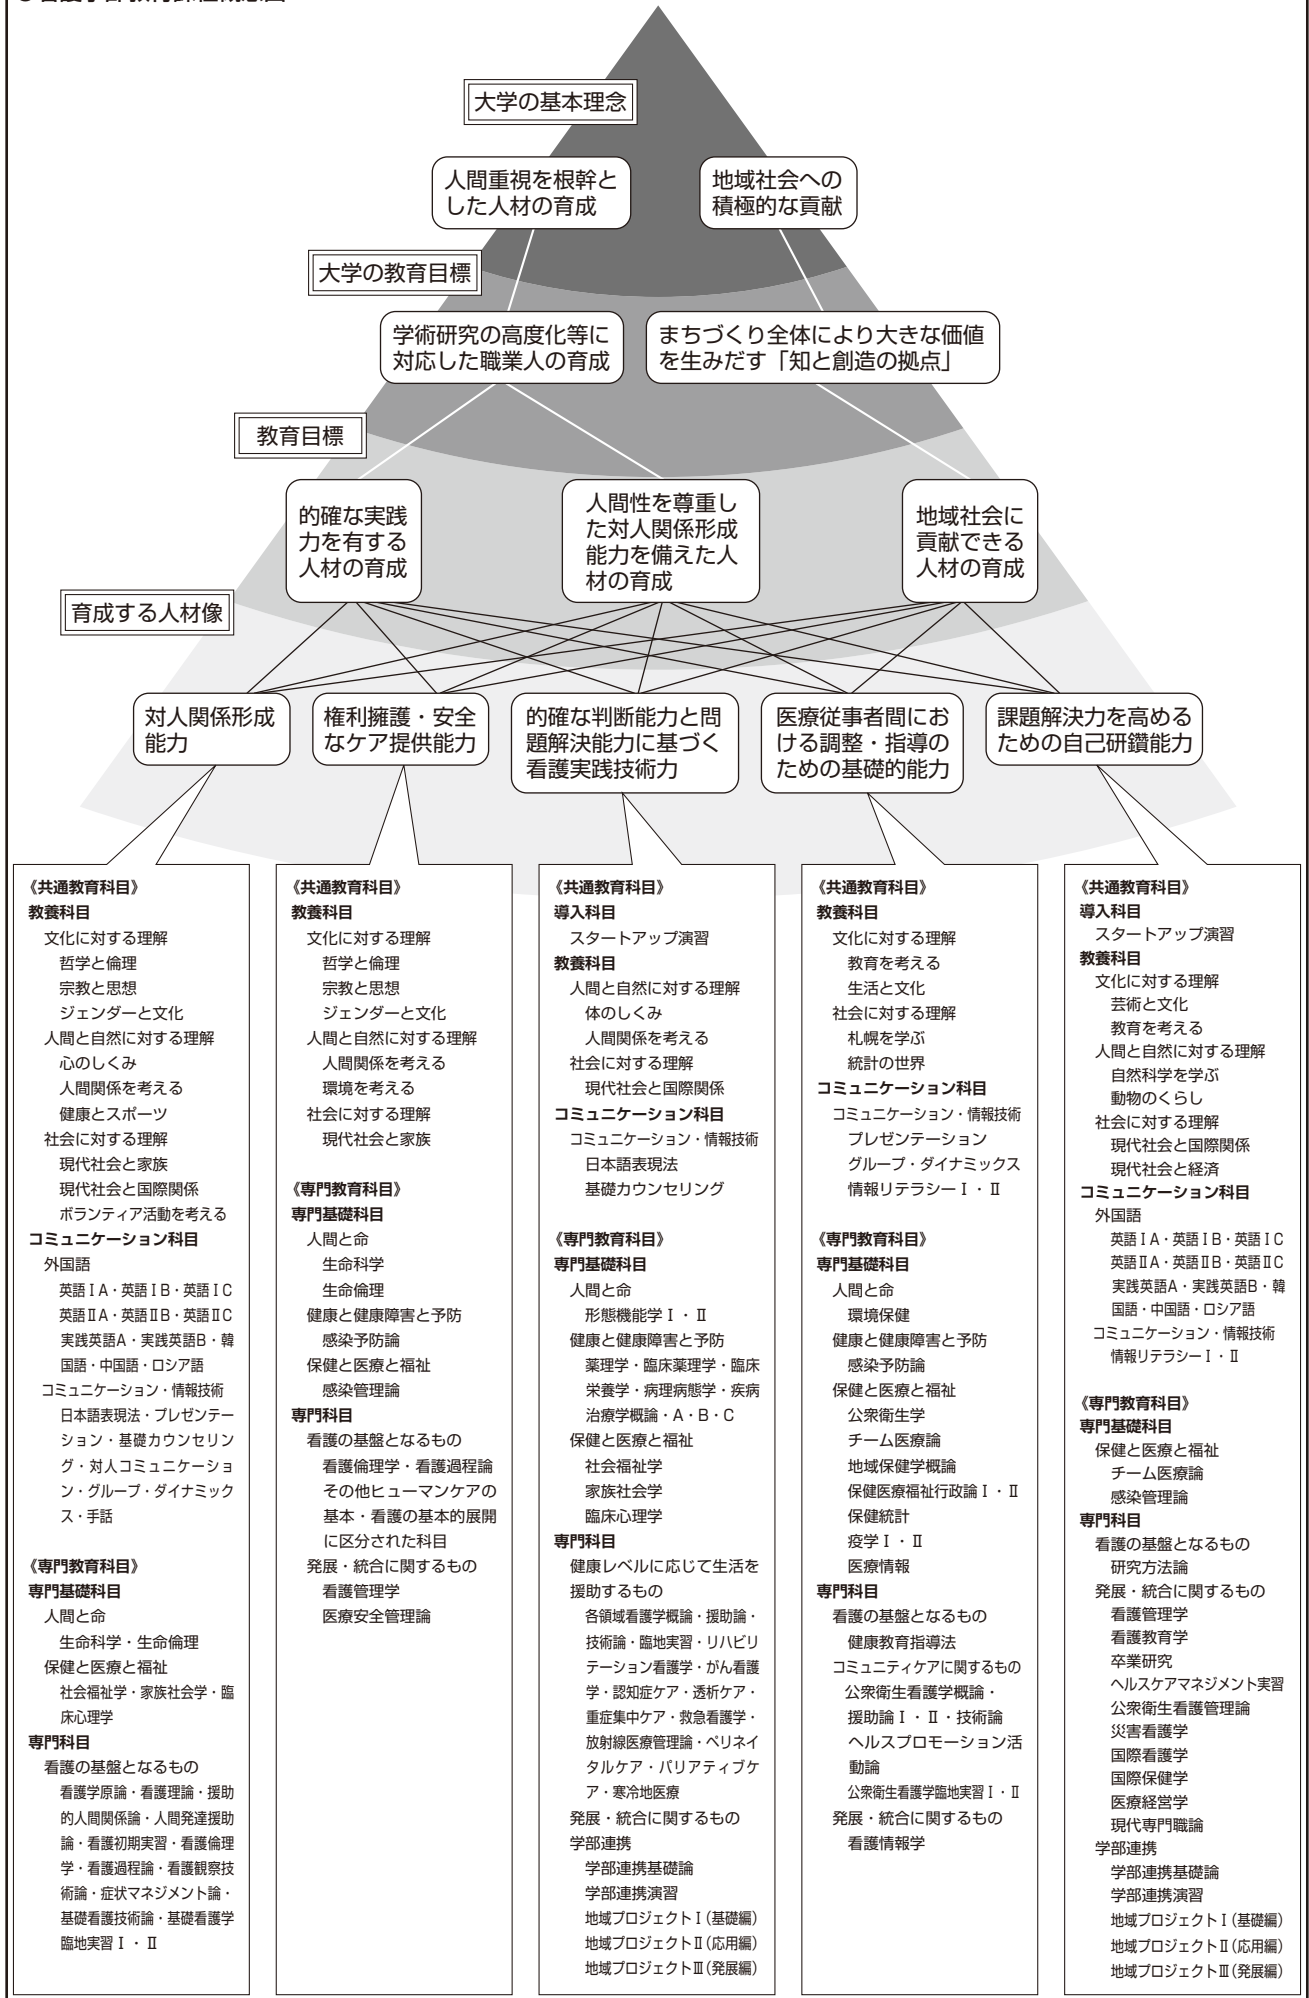 大学の基本理念
人間重視を根幹と
した人材の育成
地域社会への
積極的な貢献
大学の教育目標
学術研究の高度化等に
対応した職業人の育成
まちづくり全体により大きな価値
を生みだす「知と創造の拠点」
教育目標
的確な実践
力を有する
人材の育成
人間性を尊重し
た対人関係形成
能力を備えた人
材の育成
地域社会に
貢献できる
人材の育成
育成する人材像
対人関係形成
能力
権利擁護・安全
なケア提供能力
的確な判断能力と問
題解決能力に基づく
看護実践技術力
医療従事者間にお
ける調整・指導の
ための基礎的能力
課題解決力を高める
ための自己研鑽能力
《共通教育科目》
教養科目
文化に対する理解
哲学と倫理
宗教と思想
ジェンダーと文化
人間と自然に対する理解
心のしくみ
人間関係を考える
健康とスポーツ
社会に対する理解
現代社会と家族
現代社会と国際関係
ボランティア活動を考える
コミュニケーション科目
外国語
英語ⅠA・英語ⅠB・英語ⅠC
英語ⅡA・英語ⅡB・英語ⅡC
実践英語A・実践英語B・韓
国語・中国語・ロシア語
コミュニケーション・情報技術
日本語表現法・プレゼンテー
ション・基礎カウンセリン
グ・対人コミュニケーショ
ン・グループ・ダイナミック
ス・手話
《専門教育科目》
専門基礎科目
人間と命
生命科学・生命倫理
保健と医療と福祉
社会福祉学・家族社会学・臨
床心理学
専門科目
看護の基盤となるもの
看護学原論・看護理論・援助
的人間関係論・人間発達援助
論・看護初期実習・看護倫理
学・看護過程論・看護観察技
術論・症状マネジメント論・
基礎看護技術論・基礎看護学
臨地実習Ⅰ・Ⅱ
《共通教育科目》
教養科目
文化に対する理解
哲学と倫理
宗教と思想
ジェンダーと文化
人間と自然に対する理解
人間関係を考える
環境を考える
社会に対する理解
現代社会と家族
《専門教育科目》
専門基礎科目
人間と命
生命科学
生命倫理
健康と健康障害と予防
感染予防論
保健と医療と福祉
感染管理論
専門科目
看護の基盤となるもの
看護倫理学・看護過程論
その他ヒューマンケアの
基本・看護の基本的展開
に区分された科目
発展・統合に関するもの
看護管理学
医療安全管理論
《共通教育科目》
導入科目
スタートアップ演習
教養科目
人間と自然に対する理解
体のしくみ
人間関係を考える
社会に対する理解
現代社会と国際関係
コミュニケーション科目
コミュニケーション・情報技術
日本語表現法
基礎カウンセリング
《専門教育科目》
専門基礎科目
人間と命
形態機能学Ⅰ・Ⅱ
健康と健康障害と予防
薬理学・臨床薬理学・臨床
栄養学・病理病態学・疾病
治療学概論・A・B・C
保健と医療と福祉
社会福祉学
家族社会学
臨床心理学
専門科目
健康レベルに応じて生活を
援助するもの
各領域看護学概論・援助論・
技術論・臨地実習・リハビリ
テーション看護学・がん看護
学・認知症ケア・透析ケア・
重症集中ケア・救急看護学・
放射線医療管理論・ペリネイ
タルケア・パリアティブケ
ア・寒冷地医療
発展・統合に関するもの
学部連携
学部連携基礎論
学部連携演習
地域プロジェクトⅠ(基礎編)
地域プロジェクトⅡ(応用編)
地域プロジェクトⅢ(発展編)
《共通教育科目》
教養科目
文化に対する理解
教育を考える
生活と文化
社会に対する理解
札幌を学ぶ
統計の世界
コミュニケーション科目
コミュニケーション・情報技術
プレゼンテーション
グループ・ダイナミックス
情報リテラシーⅠ・Ⅱ
《専門教育科目》
専門基礎科目
人間と命
環境保健
健康と健康障害と予防
感染予防論
保健と医療と福祉
公衆衛生学
チーム医療論
地域保健学概論
保健医療福祉行政論Ⅰ・Ⅱ
保健統計
疫学Ⅰ・Ⅱ
医療情報
専門科目
看護の基盤となるもの
健康教育指導法
コミュニティケアに関するもの
公衆衛生看護学概論・
援助論Ⅰ・Ⅱ・技術論
ヘルスプロモーション活
動論
公衆衛生看護学臨地実習Ⅰ・Ⅱ
発展・統合に関するもの
看護情報学
《共通教育科目》
導入科目
スタートアップ演習
教養科目
文化に対する理解
芸術と文化
教育を考える
人間と自然に対する理解
自然科学を学ぶ
動物のくらし
社会に対する理解
現代社会と国際関係
現代社会と経済
コミュニケーション科目
外国語
英語ⅠA・英語ⅠB・英語ⅠC
英語ⅡA・英語ⅡB・英語ⅡC
実践英語A・実践英語B・韓
国語・中国語・ロシア語
コミュニケーション・情報技術
情報リテラシーⅠ・Ⅱ
《専門教育科目》
専門基礎科目
保健と医療と福祉
チーム医療論
感染管理論
専門科目
看護の基盤となるもの
研究方法論
発展・統合に関するもの
看護管理学
看護教育学
卒業研究
ヘルスケアマネジメント実習
公衆衛生看護管理論
災害看護学
国際看護学
国際保健学
医療経営学
現代専門職論
学部連携
学部連携基礎論
学部連携演習
地域プロジェクトⅠ(基礎編)
地域プロジェクトⅡ(応用編)
地域プロジェクトⅢ(発展編)